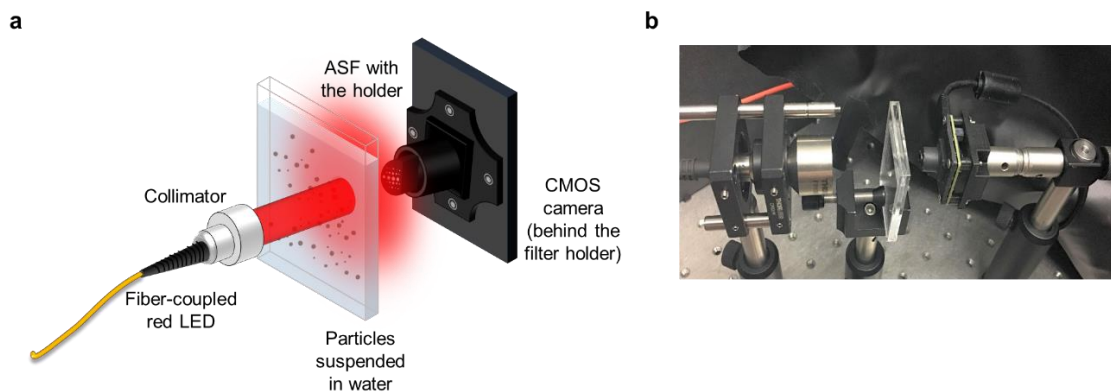 a
b
ASF with
the holder
Collimator
CMOS
camera
(behind the
filter holder)
Fiber-coupled
red LED
Particles
suspended
in water